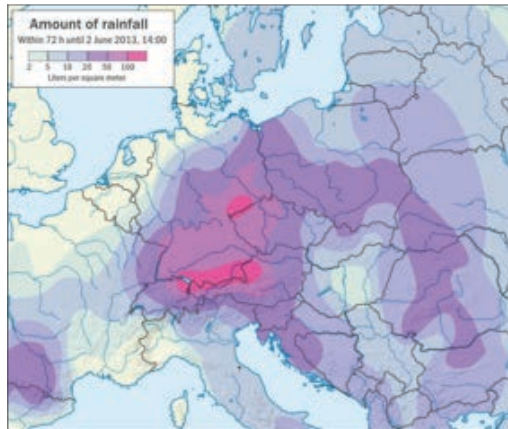 Amount of rainfall
Within 72 h until 2 June 2013, 14:00
2 5 10 20 50 100
Liters per square meter